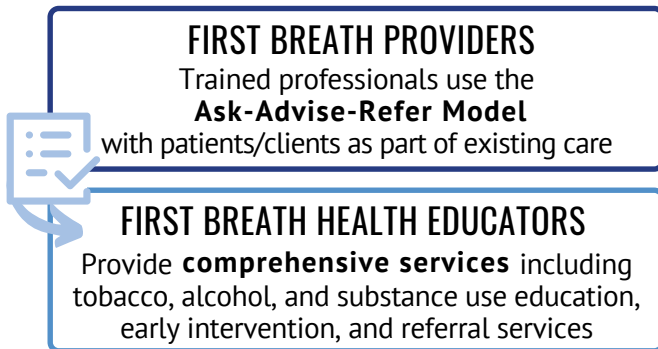 FIRST BREATH PROVIDERS
Trained professionals use the
Ask-Advise-Refer Model
with patients/clients as part of existing care
FIRST BREATH HEALTH EDUCATORS
Provide comprehensive services including
tobacco, alcohol, and substance use education,
early intervention, and referral services